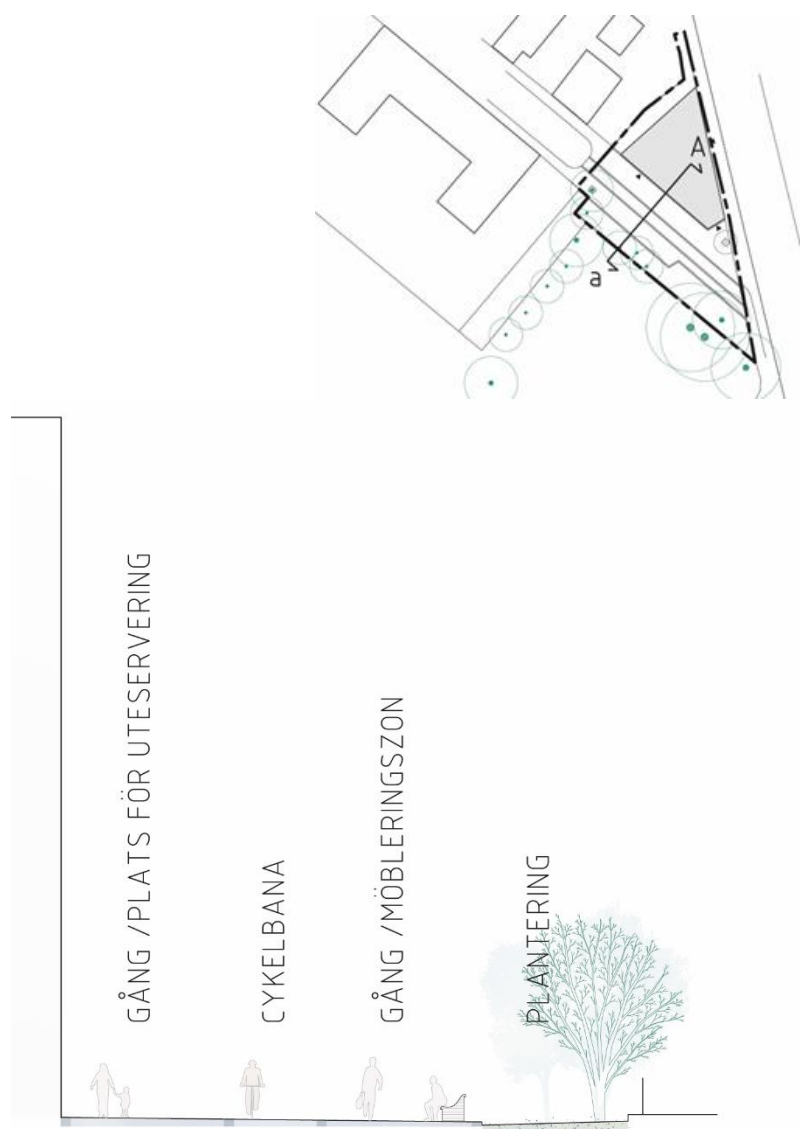 A
a
GÅNG /PLATS FÖR UTESERVERING
CYKELBANA
GÅNG /MÖBLERINGSZON
PLANTERING